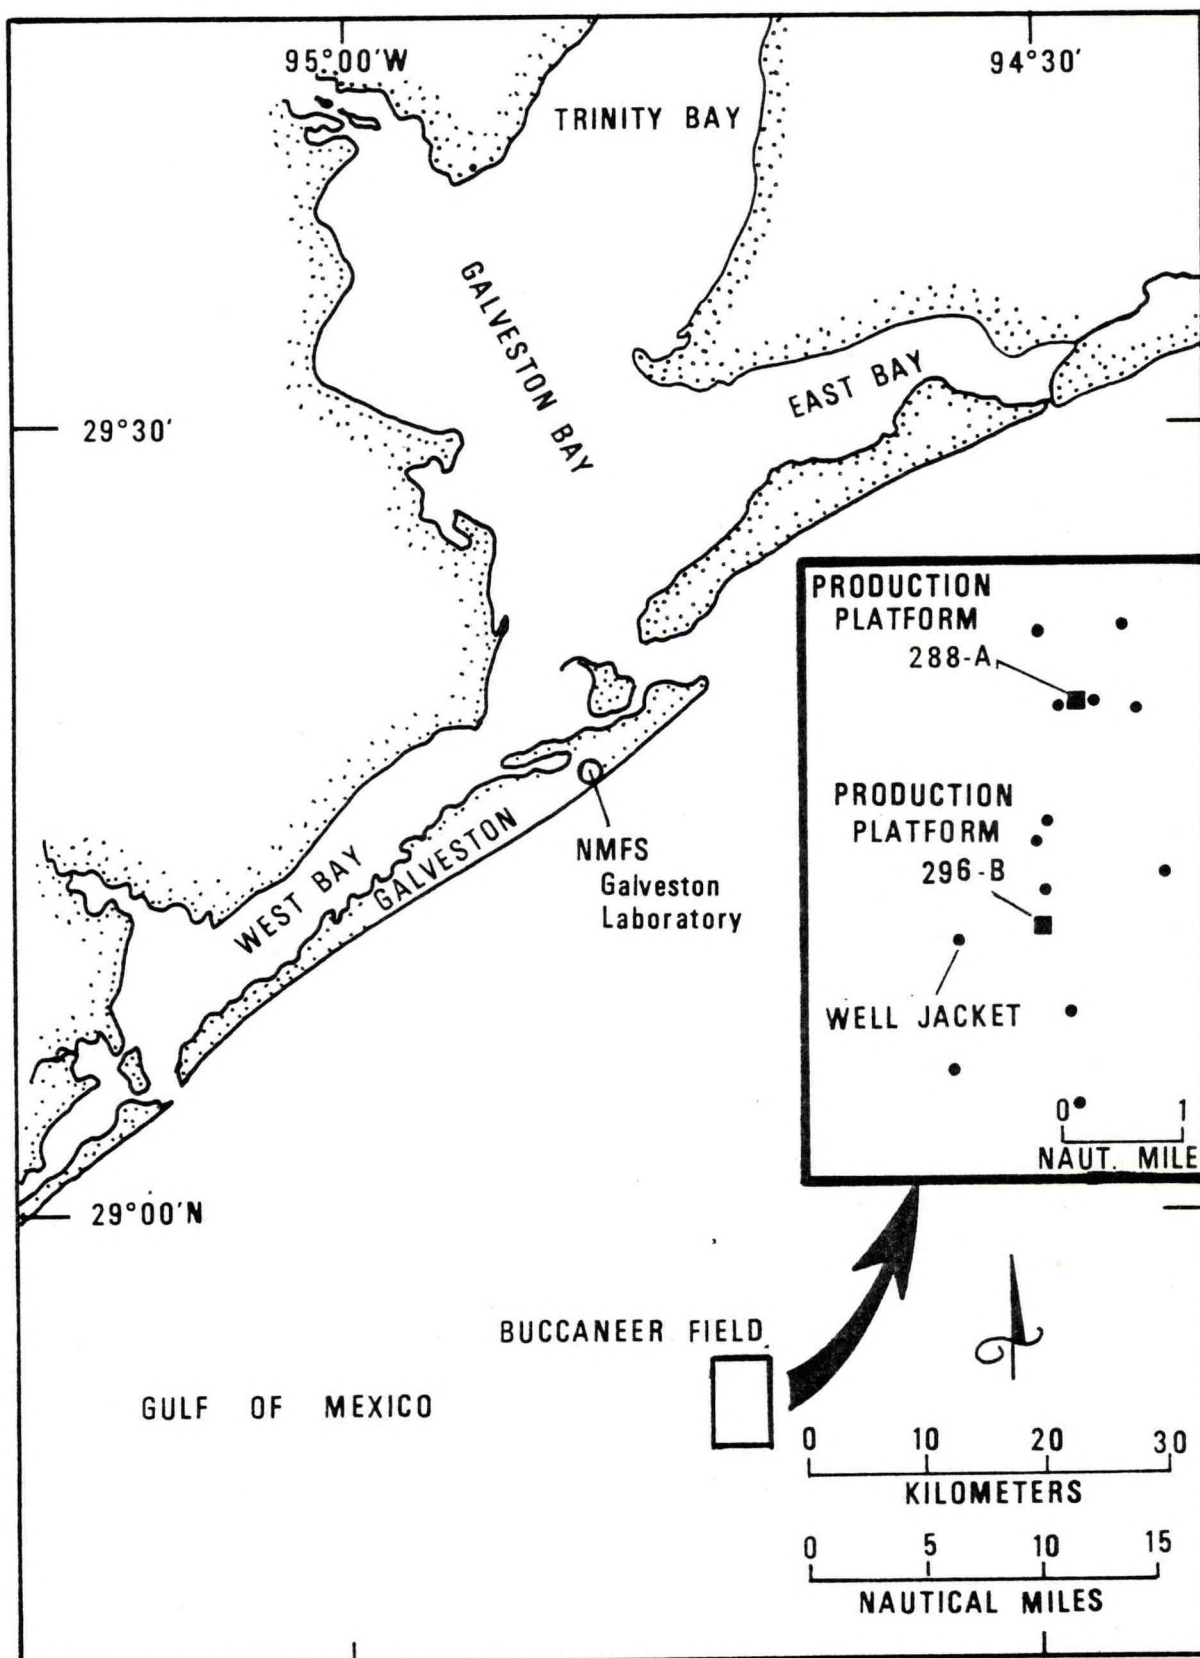 95°00'W
94°30'
TRINITY BAY
GALVESTON BAY
EAST BAY
29°30'
PRODUCTION
PLATFORM
288-A
PRODUCTION
PLATFORM
296-B
WELL JACKET
0 1
NAUT. MILE
NMFS
Galveston
Laboratory
WEST BAY
GALVESTON
29°00'N
BUCCANEER FIELD
GULF OF MEXICO
0 10 20 30
KILOMETERS
0 5 10 15
NAUTICAL MILES